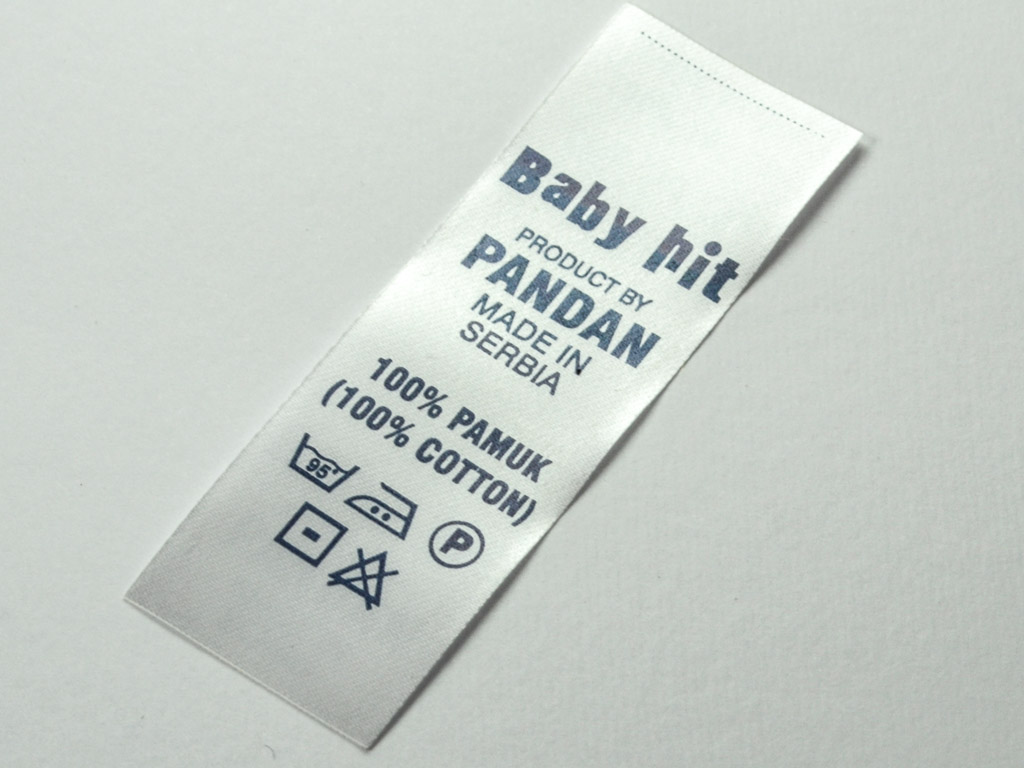 Baby hit
PRODUCT BY
PANDAN
MADE IN
SERBIA
100% PAMUK
(100% COTTON)
95°
P